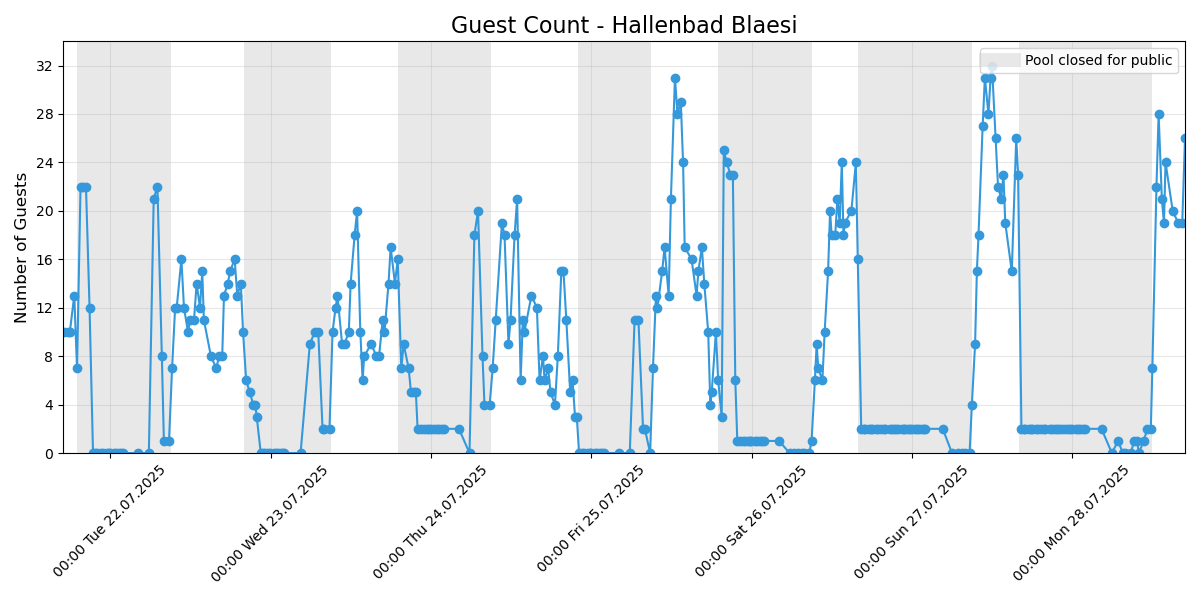 Guest Count - Hallenbad Blaesi
Pool closed for public
Number of Guests
32
28
24
20
16
12
8
4
0
00:00 Tue 22.07.2025
00:00 Wed 23.07.2025
00:00 Thu 24.07.2025
00:00 Fri 25.07.2025
00:00 Sat 26.07.2025
00:00 Sun 27.07.2025
00:00 Mon 28.07.2025